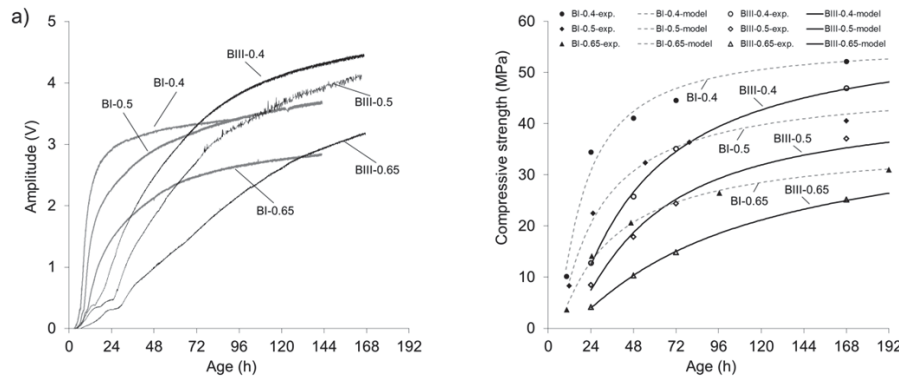 a)
5
4
3
2
1
0
Amplitude (V)
BI-0.4
BI-0.5
BIII-0.4
BIII-0.5
BIII-0.65
BI-0.65
0 24 48 72 96 120 144 168 192
Age (h)
BI-0.4-exp. BI-0.4-model BIII-0.4-exp. BIII-0.4-model
BI-0.5-exp. BI-0.5-model BIII-0.5-exp. BIII-0.5-model
BI-0.65-exp. BI-0.65-model BIII-0.65-exp. BIII-0.65-model
60
50
40
30
20
10
0
Compressive strength (MPa)
BI-0.4
BIII-0.4
BI-0.5
BIII-0.5
BIII-0.65
BI-0.65
0 24 48 72 96 120 144 168 192
Age (h)